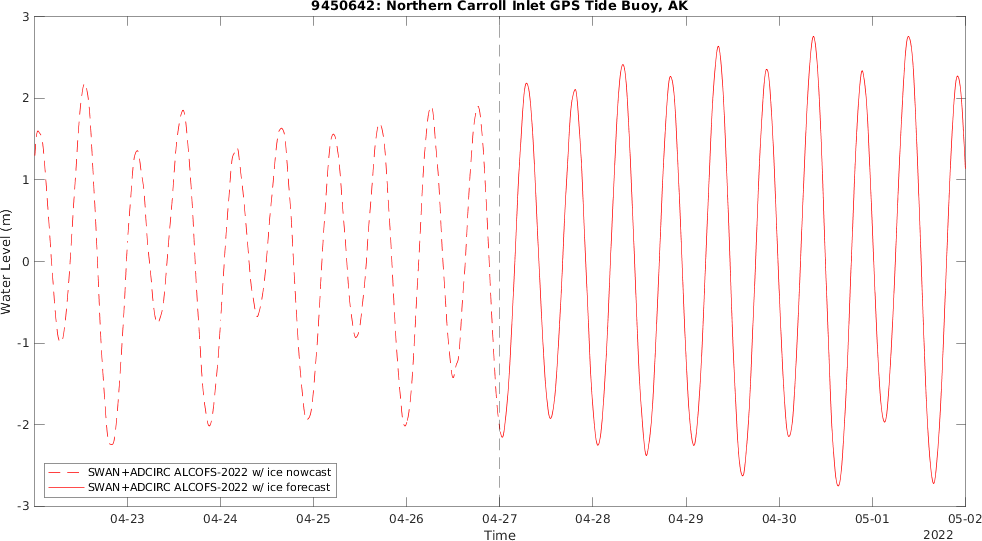 9450642: Northern Carroll Inlet GPS Tide Buoy, AK
3
2
1
0
-1
-2
-3
Water Level (m)
SWAN+ADCIRC ALCOFS-2022 w/ ice nowcast
SWAN+ADCIRC ALCOFS-2022 w/ ice forecast
04-23 04-24 04-25 04-26 04-27 04-28 04-29 04-30 05-01 05-02
Time
2022